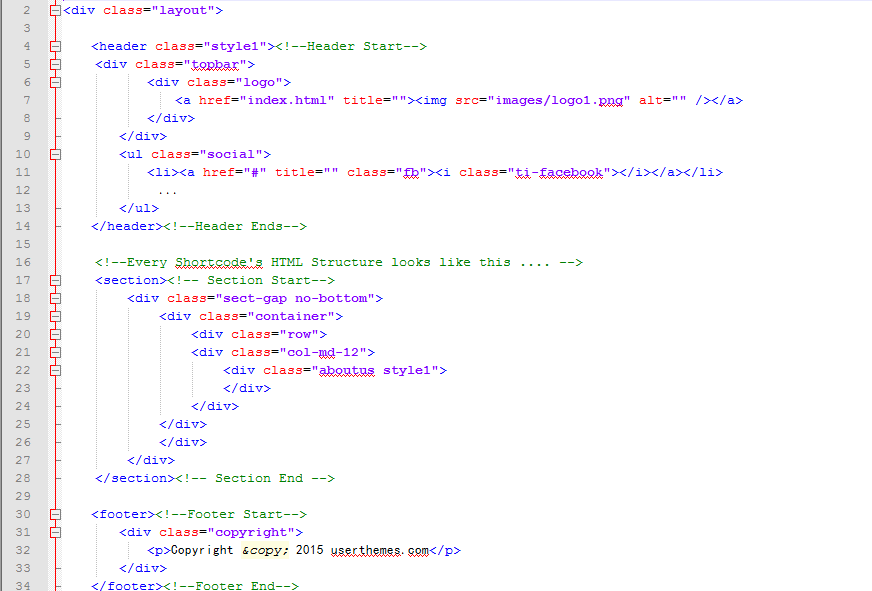 2 <div class="layout">
3
4 <header class="style1"><!--Header Start-->
5 <div class="topbar">
6 <div class="logo">
7 <a href="index.html" title=""><img src="images/logo1.png" alt="" /></a>
8 </div>
9 </div>
10 <ul class="social">
11 <li><a href="#" title="" class="fb"><i class="ti-facebook"></i></a></li>
12 ...
13 </ul>
14 </header><!--Header Ends-->
15
16 <!--Every Shortcode's HTML Structure looks like this .... -->
17 <section><!-- Section Start-->
18 <div class="sect-gap no-bottom">
19 <div class="container">
20 <div class="row">
21 <div class="col-md-12">
22 <div class="aboutus style1">
23 </div>
24 </div>
25 </div>
26 </div>
27 </div>
28 </section><!-- Section End -->
29
30 <footer><!--Footer Start-->
31 <div class="copyright">
32 <p>Copyright &copy; 2015 userthemes.com</p>
33 </div>
34 </footer><!--Footer End-->